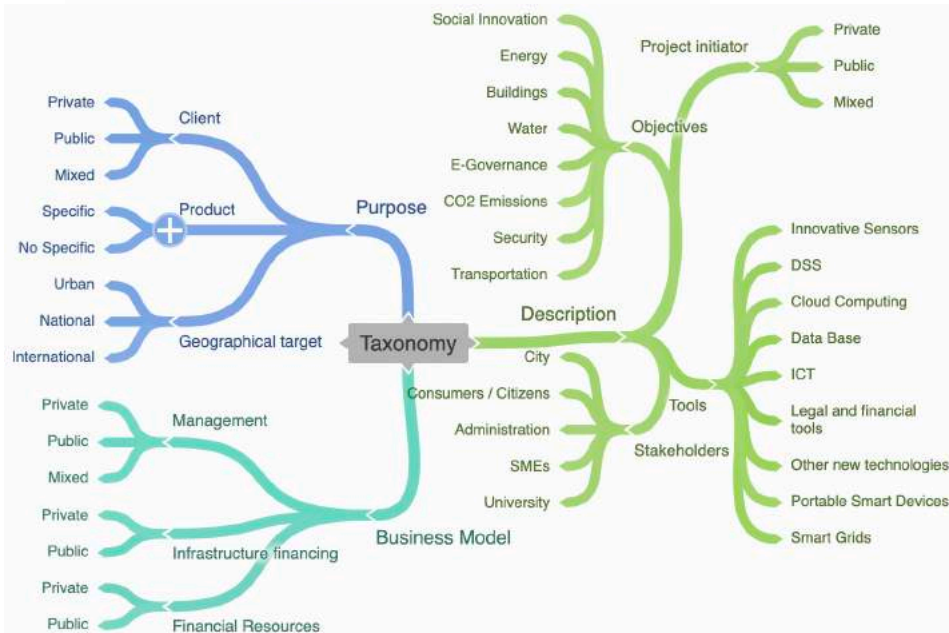 Taxonomy
Purpose
Client
Private
Public
Mixed
Product
Specific
No Specific
Geographical target
Urban
National
International
Business Model
Management
Private
Public
Mixed
Infrastructure financing
Private
Public
Financial Resources
Private
Public
Description
Project initiator
Private
Public
Mixed
Objectives
Social Innovation
Energy
Buildings
Water
E-Governance
CO2 Emissions
Security
Transportation
Tools
Innovative Sensors
DSS
Cloud Computing
Data Base
ICT
Legal and financial
tools
Other new technologies
Portable Smart Devices
Smart Grids
Stakeholders
City
Consumers / Citizens
Administration
SMEs
University